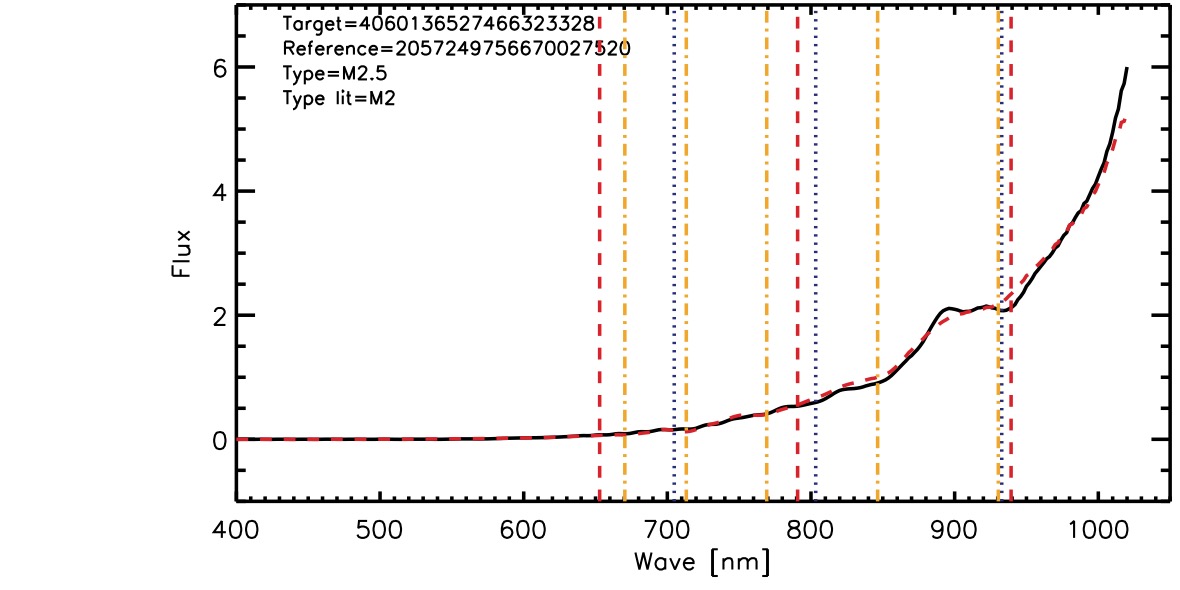 Target=4060136527466323328
Reference=2057249756670027520
Type=M2.5
Type lit=M2
6
4
2
0
Flux
400 500 600 700 800 900 1000
Wave [nm]